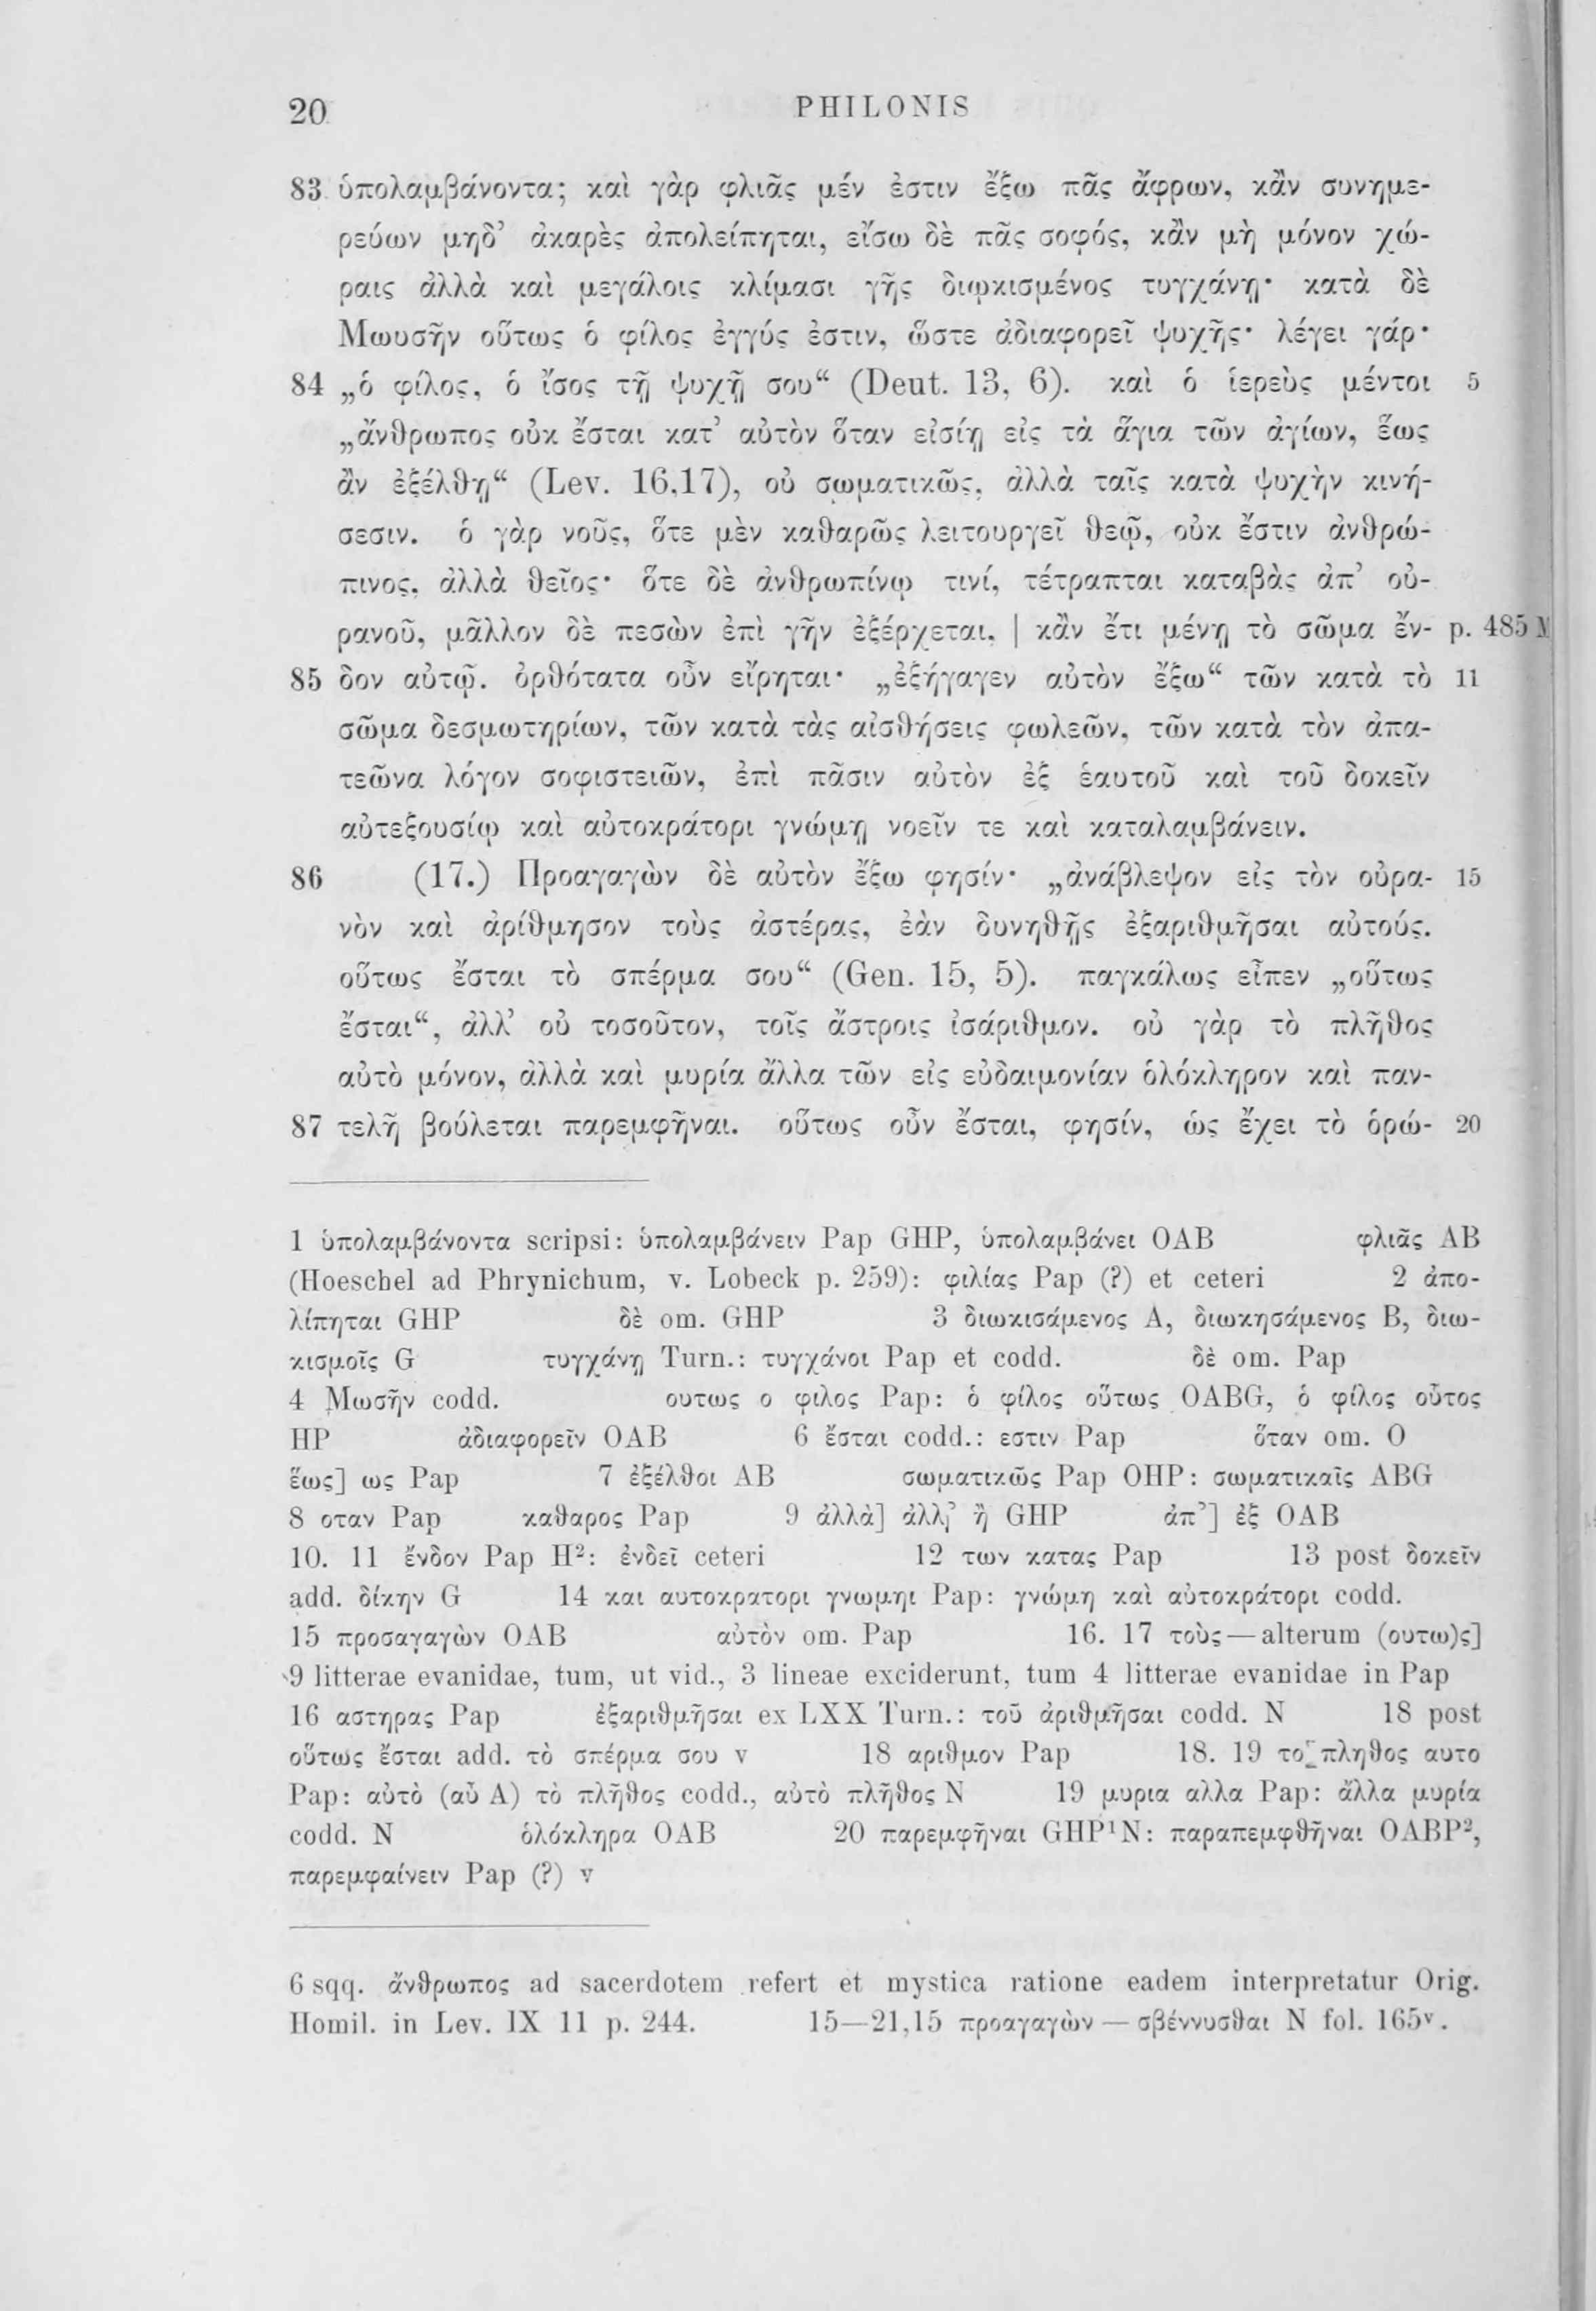 20 PHILONIS
83 ὑπολαμβάνοντα; καὶ γὰρ φλιᾶς μέν ἐστιν ἔξω πᾶς ἄφρων, κἂν συνημε-
ρεύων μηδ’ ἀκαρὲς ἀπολείπηται, εἴσω δὲ πᾶς σοφός, κἂν μὴ μόνον χώ-
ραις ἀλλὰ καὶ μεγάλοις κλίμασι γῆς διῳκισμένος τυγχάνῃ· κατὰ δὲ
Μωυσῆν οὕτως ὁ φίλος ἐγγύς ἐστιν, ὥστε ἀδιαφορεῖ ψυχῆς· λέγει γάρ·
84 „ὁ φίλος, ὁ ἴσος τῇ ψυχῇ σου“ (Deut. 13, 6). καὶ ὁ ἱερεὺς μέντοι 5
„ἄνθρωπος οὐκ ἔσται κατ’ αὐτὸν ὅταν εἰσίῃ εἰς τὰ ἅγια τῶν ἁγίων, ἕως
ἂν ἐξέλθῃ“ (Lev. 16,17), οὐ σωματικῶς, ἀλλὰ ταῖς κατὰ ψυχὴν κινή-
σεσιν. ὁ γὰρ νοῦς, ὅτε μὲν καθαρῶς λειτουργεῖ θεῷ, οὐκ ἔστιν ἀνθρώ-
πινος, ἀλλὰ θεῖος· ὅτε δὲ ἀνθρωπίνῳ τινί, τέτραπται καταβὰς ἀπ’ οὐ-
ρανοῦ, μᾶλλον δὲ πεσὼν ἐπὶ γῆν ἐξέρχεται, | κἂν ἔτι μένῃ τὸ σῶμα ἔν- p. 485 M
85 δον αὐτῷ. ὀρθότατα οὖν εἴρηται· „ἐξήγαγεν αὐτὸν ἔξω“ τῶν κατὰ τὸ 11
σῶμα δεσμωτηρίων, τῶν κατὰ τὰς αἰσθήσεις φωλεῶν, τῶν κατὰ τὸν ἀπα-
τεῶνα λόγον σοφιστειῶν, ἐπὶ πᾶσιν αὐτὸν ἐξ ἑαυτοῦ καὶ τοῦ δοκεῖν
αὐτεξουσίῳ καὶ αὐτοκράτορι γνώμῃ νοεῖν τε καὶ καταλαμβάνειν.
86 (17.) Προαγαγὼν δὲ αὐτὸν ἔξω φησίν· „ἀνάβλεψον εἰς τὸν οὐρα- 15
νὸν καὶ ἀρίθμησον τοὺς ἀστέρας, ἐὰν δυνηθῇς ἐξαριθμῆσαι αὐτούς.
οὕτως ἔσται τὸ σπέρμα σου“ (Gen. 15, 5). παγκάλως εἶπεν „οὕτως
ἔσται“, ἀλλ’ οὐ τοσοῦτον, τοῖς ἄστροις ἰσάριθμον. οὐ γὰρ τὸ πλῆθος
αὐτὸ μόνον, ἀλλὰ καὶ μυρία ἄλλα τῶν εἰς εὐδαιμονίαν ὁλόκληρον καὶ παν-
87 τελῆ βούλεται παρεμφῆναι. οὕτως οὖν ἔσται, φησίν, ὡς ἔχει τὸ ὁρώ- 20
1 ὑπολαμβάνοντα scripsi: ὑπολαμβάνειν Pap GHP, ὑπολαμβάνει OAB φλιᾶς AB
(Hoeschel ad Phrynichum, v. Lobeck p. 259): φιλίας Pap (?) et ceteri 2 ἀπο-
λίπηται GHP δὲ om. GHP 3 διωκισάμενος A, διωκησάμενος B, διω-
κισμοῖς G τυγχάνῃ Turn.: τυγχάνοι Pap et codd. δὲ om. Pap
4 Μωσῆν codd. ουτως ο φιλος Pap: ὁ φίλος οὕτως OABG, ὁ φίλος οὗτος
HP ἀδιαφορεῖν OAB 6 ἔσται codd.: εστιν Pap ὅταν om. O
ἕως] ως Pap 7 ἐξέλθοι AB σωματικῶς Pap OHP: σωματικαῖς ABG
8 οταν Pap καθαρος Pap 9 ἀλλὰ] ἀλλ’ ἢ GHP ἀπ’] ἐξ OAB
10. 11 ἔνδον Pap H²: ἐνδεῖ ceteri 12 των κατας Pap 13 post δοκεῖν
add. δίκην G 14 και αυτοκρατορι γνωμηι Pap: γνώμῃ καὶ αὐτοκράτορι codd.
15 προσαγαγὼν OAB αὐτὸν om. Pap 16. 17 τοὺς—alterum (ουτω)ς]
9 litterae evanidae, tum, ut vid., 3 lineae exciderunt, tum 4 litterae evanidae in Pap
16 αστηρας Pap ἐξαριθμῆσαι ex LXX Turn.: τοῦ ἀριθμῆσαι codd. N 18 post
οὕτως ἔσται add. τὸ σπέρμα σου v 18 αριθμον Pap 18. 19 το πληθος αυτο
Pap: αὐτὸ (αὖ A) τὸ πλῆθος codd., αὐτὸ πλῆθος N 19 μυρια αλλα Pap: ἄλλα μυρία
codd. N ὁλόκληρα OAB 20 παρεμφῆναι GHP¹N: παραπεμφθῆναι OABP²,
παρεμφαίνειν Pap (?) v
6 sqq. ἄνθρωπος ad sacerdotem refert et mystica ratione eadem interpretatur Orig.
Homil. in Lev. IX 11 p. 244. 15—21,15 προαγαγὼν — σβέννυσθαι N fol. 165v.